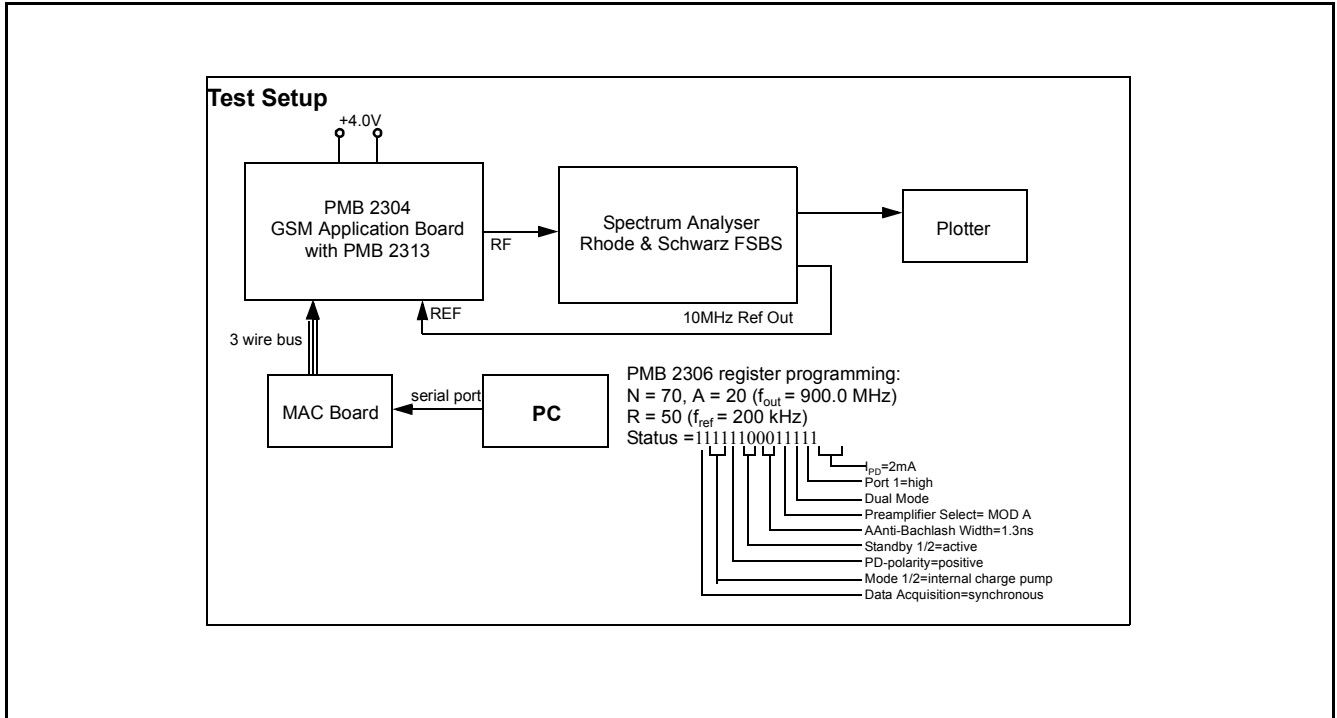 Test Setup
+4.0V
PMB 2304
GSM Application Board
with PMB 2313
RF
Spectrum Analyser
Rhode & Schwarz FSBS
Plotter
REF
10MHz Ref Out
3 wire bus
MAC Board
serial port
PC
PMB 2306 register programming:
N = 70, A = 20 (fout = 900.0 MHz)
R = 50 (fref = 200 kHz)
Status =11111100011111
IPD=2mA
Port 1=high
Dual Mode
Preamplifier Select= MOD A
AAnti-Bachlash Width=1.3ns
Standby 1/2=active
PD-polarity=positive
Mode 1/2=internal charge pump
Data Acquisition=synchronous